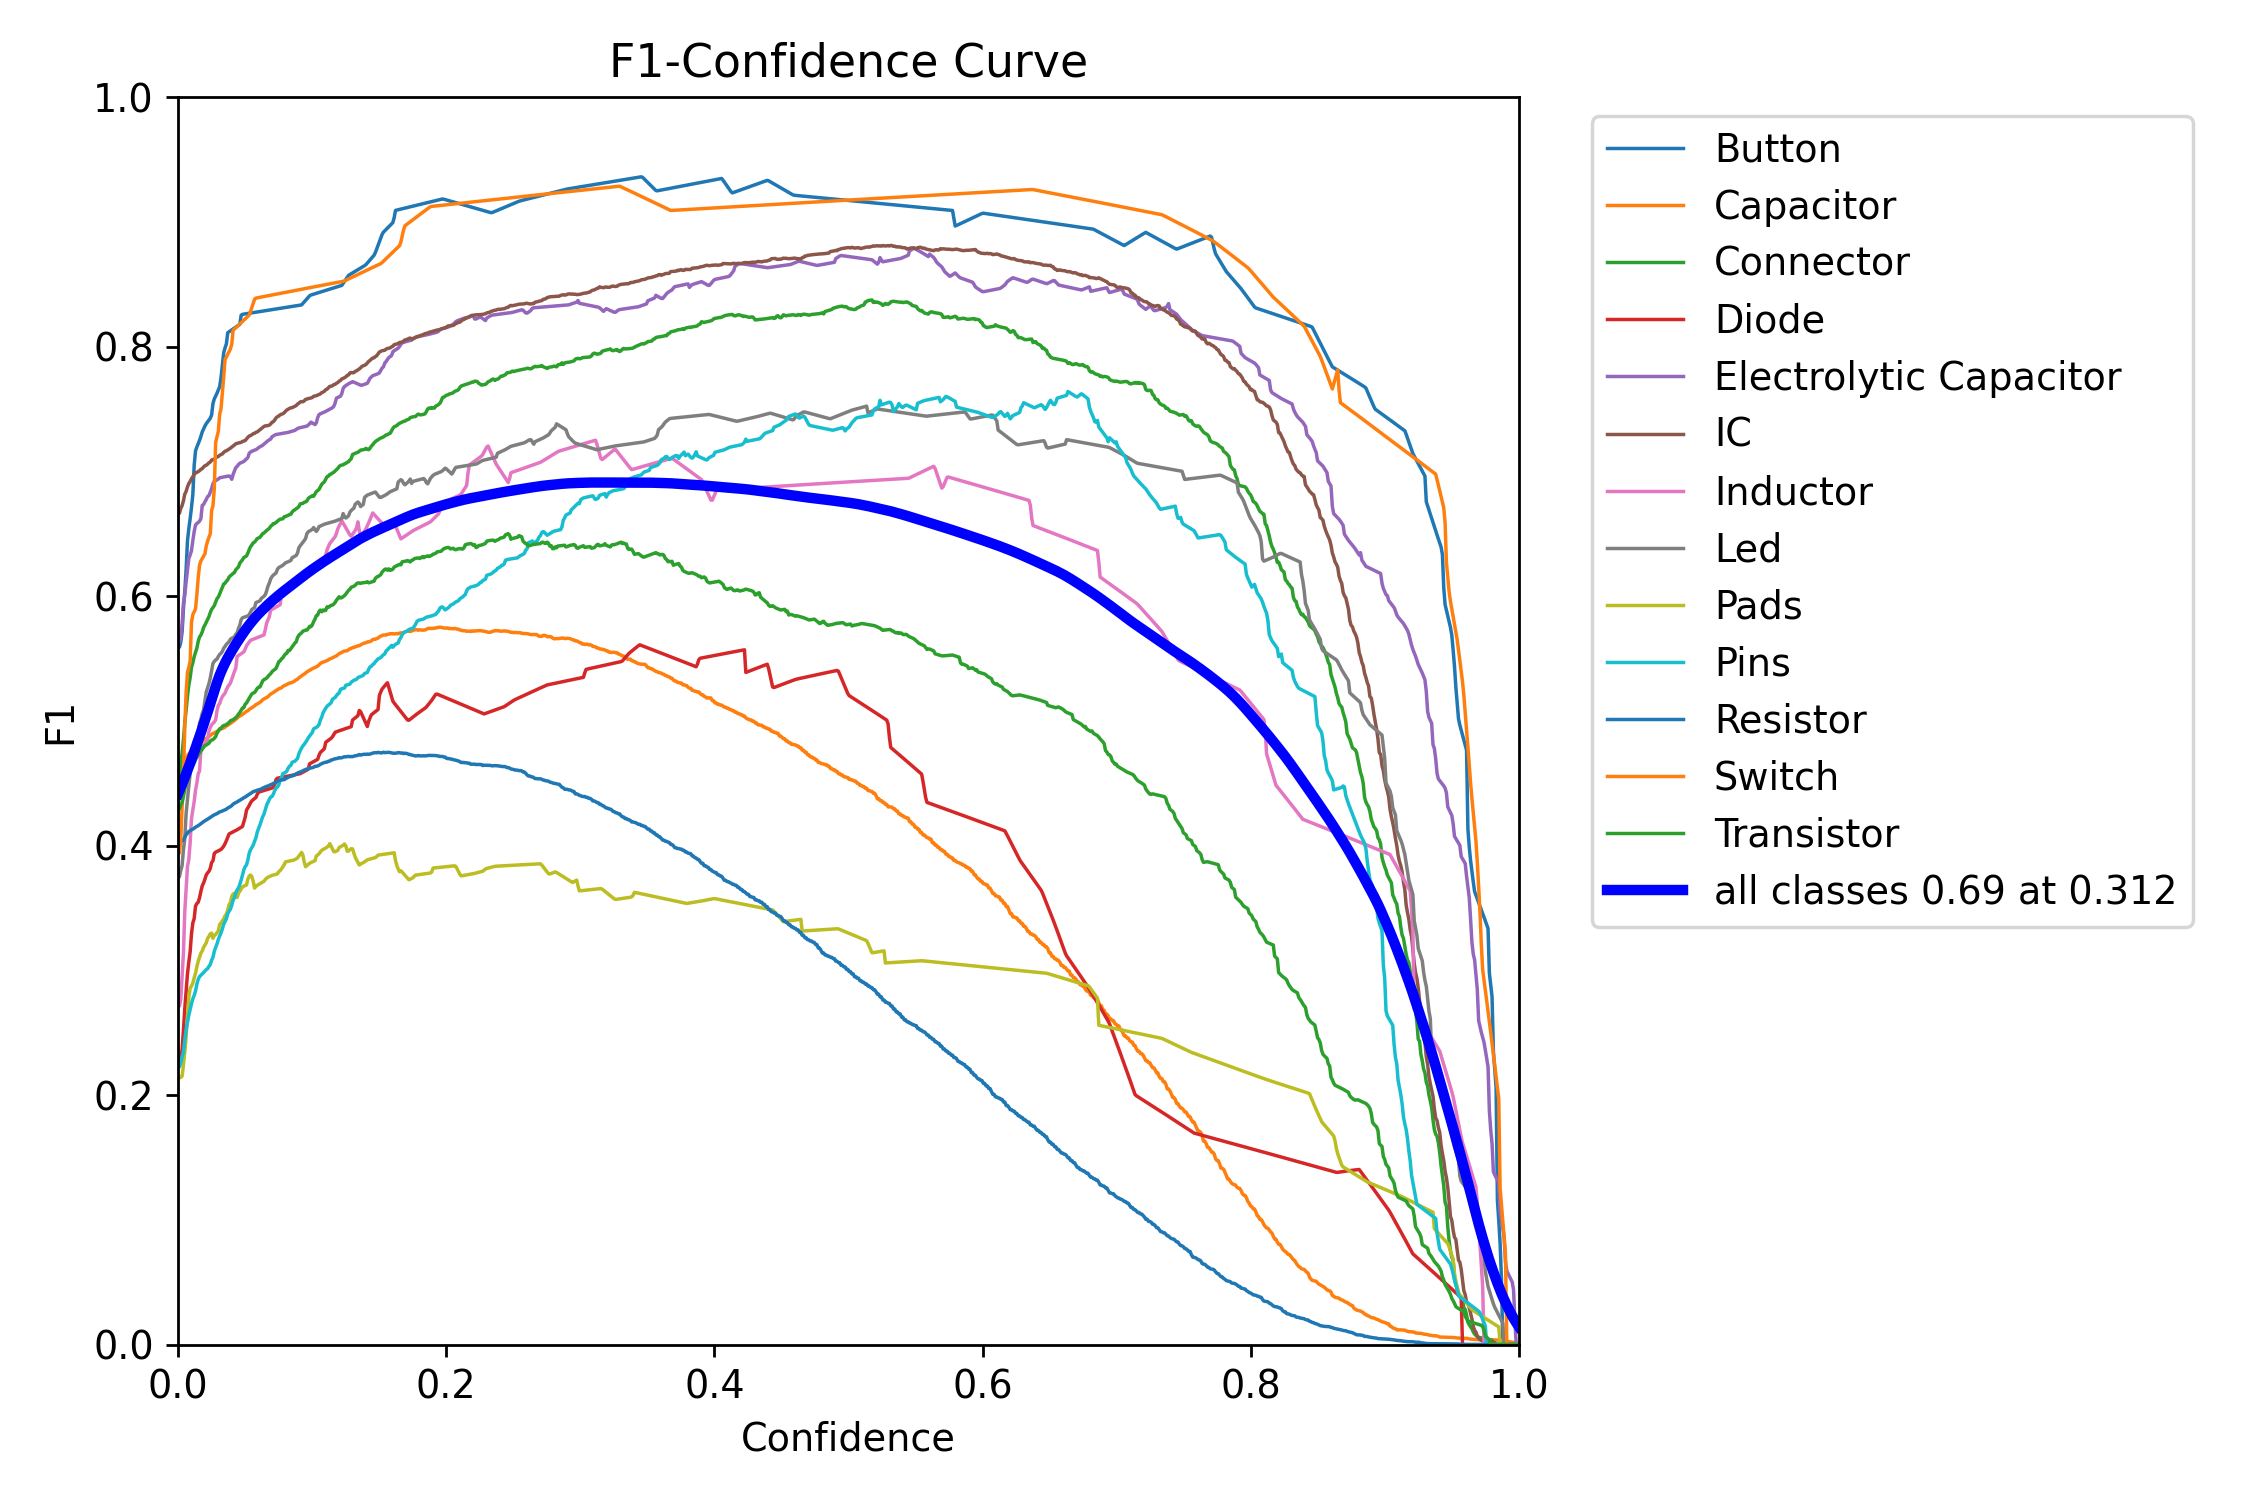 F1-Confidence Curve
1.0
0.8
0.6
0.4
0.2
0.0
F1
0.0 0.2 0.4 0.6 0.8 1.0
Confidence
Button
Capacitor
Connector
Diode
Electrolytic Capacitor
IC
Inductor
Led
Pads
Pins
Resistor
Switch
Transistor
all classes 0.69 at 0.312